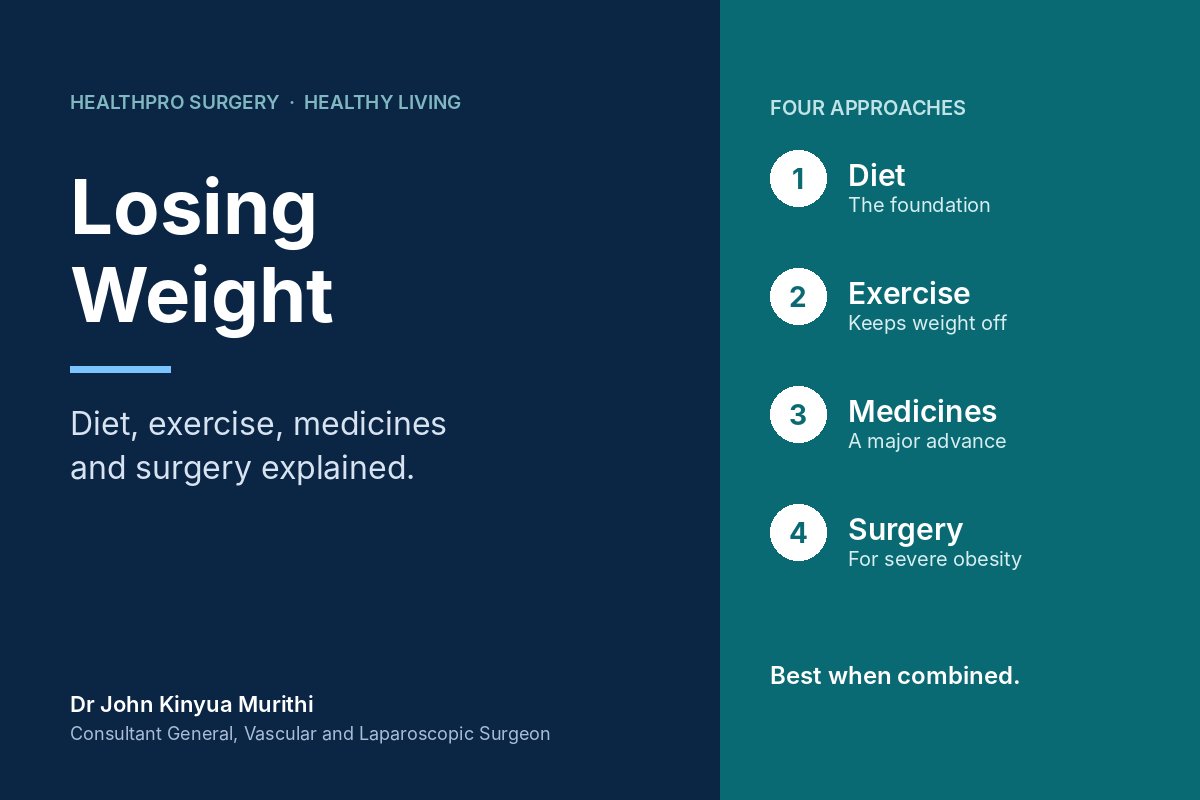 HEALTHPRO SURGERY · HEALTHY LIVING
Losing
Weight
Diet, exercise, medicines
and surgery explained.
Dr John Kinyua Murithi
Consultant General, Vascular and Laparoscopic Surgeon
FOUR APPROACHES
1
Diet
The foundation
2
Exercise
Keeps weight off
3
Medicines
A major advance
4
Surgery
For severe obesity
Best when combined.